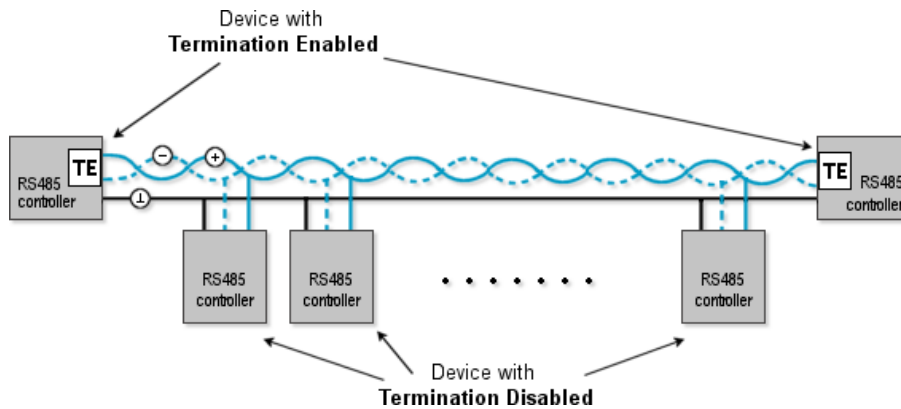 Device with
Termination Enabled
TE
RS485
controller
−
+
⊥
TE
RS485
controller
RS485
controller
RS485
controller
. . . . . . .
RS485
controller
Device with
Termination Disabled